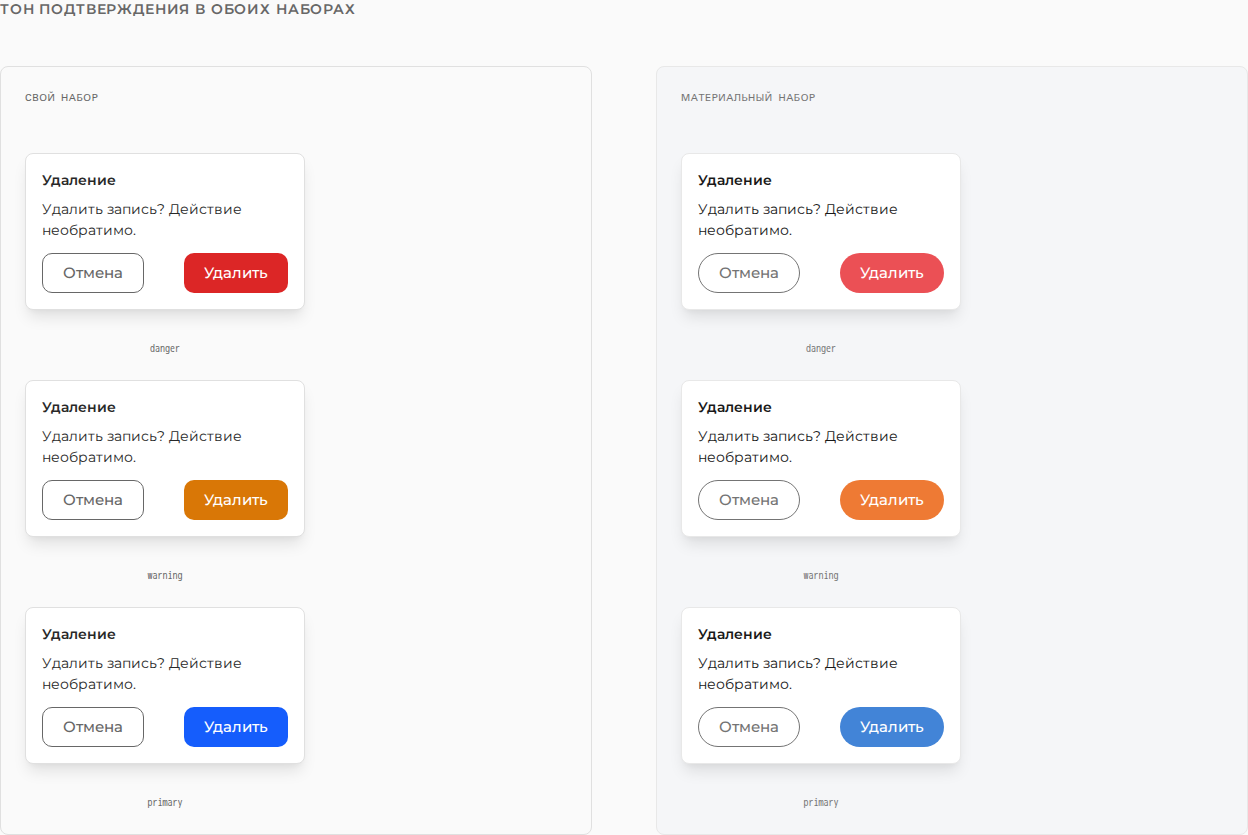 ТОН ПОДТВЕРЖДЕНИЯ В ОБОИХ НАБОРАХ
СВОЙ НАБОР
Удаление
Удалить запись? Действие
необратимо.
Отмена
Удалить
danger
Удаление
Удалить запись? Действие
необратимо.
Отмена
Удалить
warning
Удаление
Удалить запись? Действие
необратимо.
Отмена
Удалить
primary
МАТЕРИАЛЬНЫЙ НАБОР
Удаление
Удалить запись? Действие
необратимо.
Отмена
Удалить
danger
Удаление
Удалить запись? Действие
необратимо.
Отмена
Удалить
warning
Удаление
Удалить запись? Действие
необратимо.
Отмена
Удалить
primary